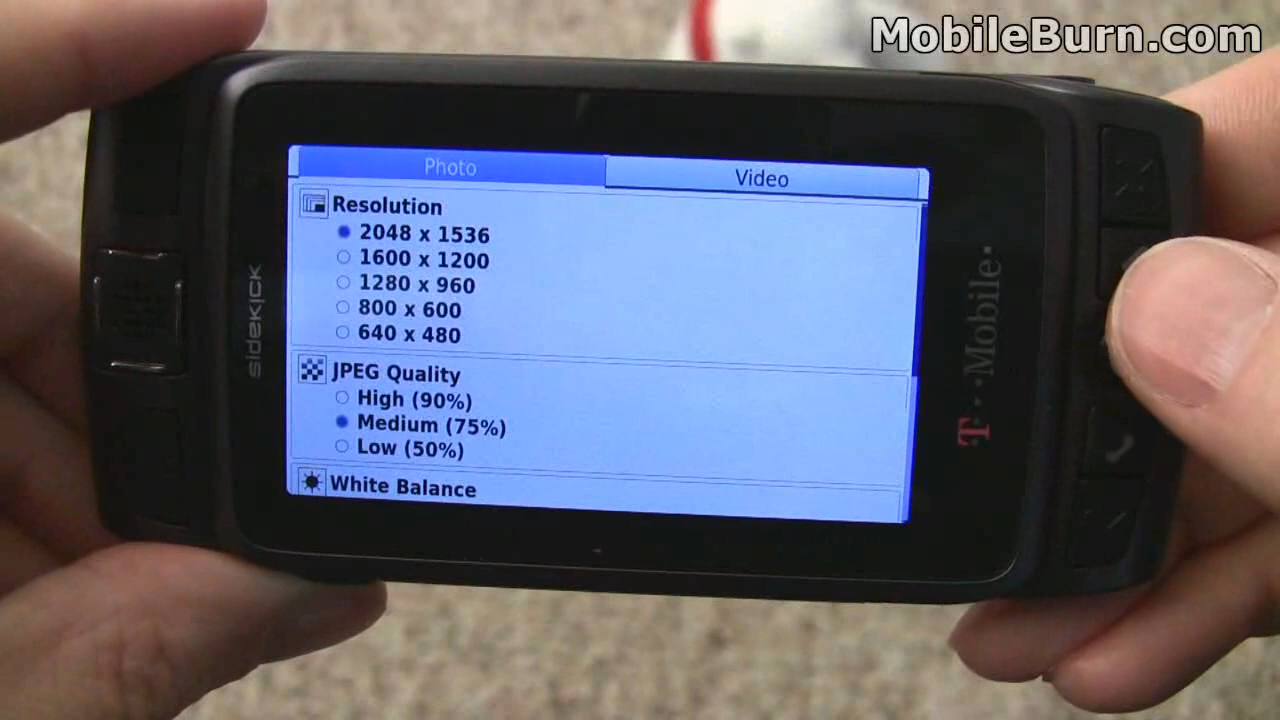 MobileBurn.com
Photo
Video
Resolution
2048 x 1536
1600 x 1200
1280 x 960
800 x 600
640 x 480
JPEG Quality
High (90%)
Medium (75%)
Low (50%)
White Balance
sidekick
T··Mobile·